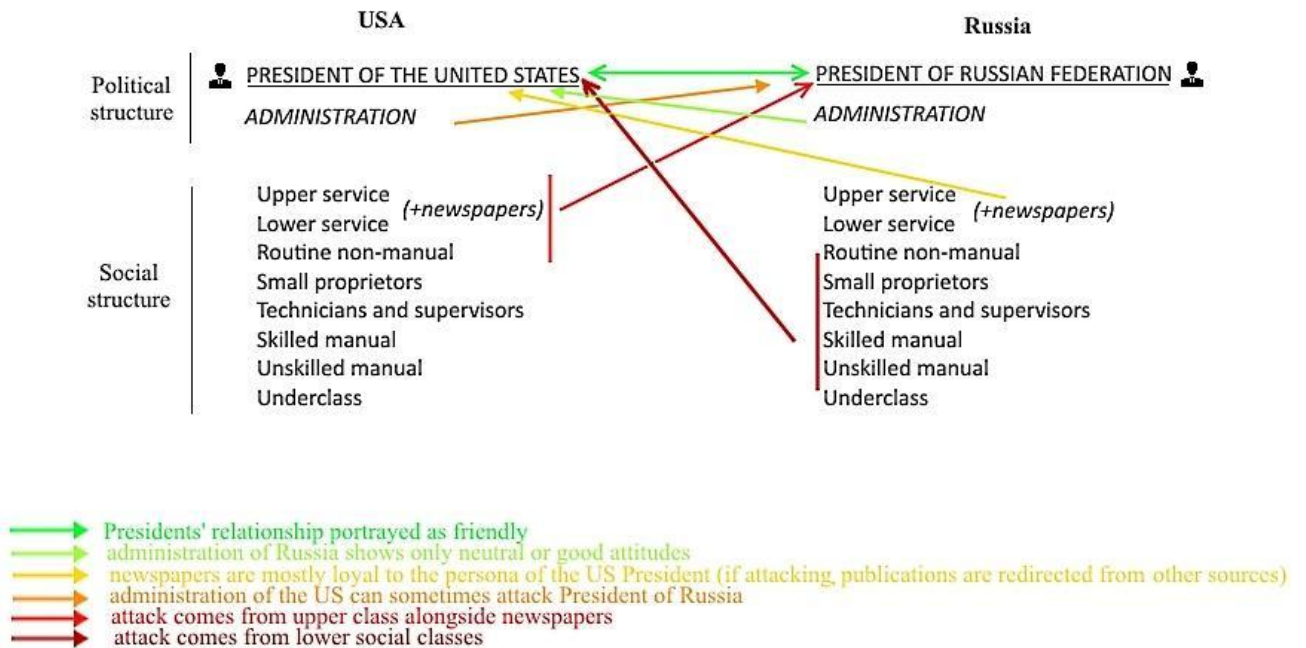 USA
Russia
Political structure
PRESIDENT OF THE UNITED STATES
PRESIDENT OF RUSSIAN FEDERATION
ADMINISTRATION
ADMINISTRATION
Social structure
Upper service
Lower service
(+newspapers)
Routine non-manual
Small proprietors
Technicians and supervisors
Skilled manual
Unskilled manual
Underclass
Upper service
Lower service
(+newspapers)
Routine non-manual
Small proprietors
Technicians and supervisors
Skilled manual
Unskilled manual
Underclass
Presidents' relationship portrayed as friendly
administration of Russia shows only neutral or good attitudes
newspapers are mostly loyal to the persona of the US President (if attacking, publications are redirected from other sources)
administration of the US can sometimes attack President of Russia
attack comes from upper class alongside newspapers
attack comes from lower social classes